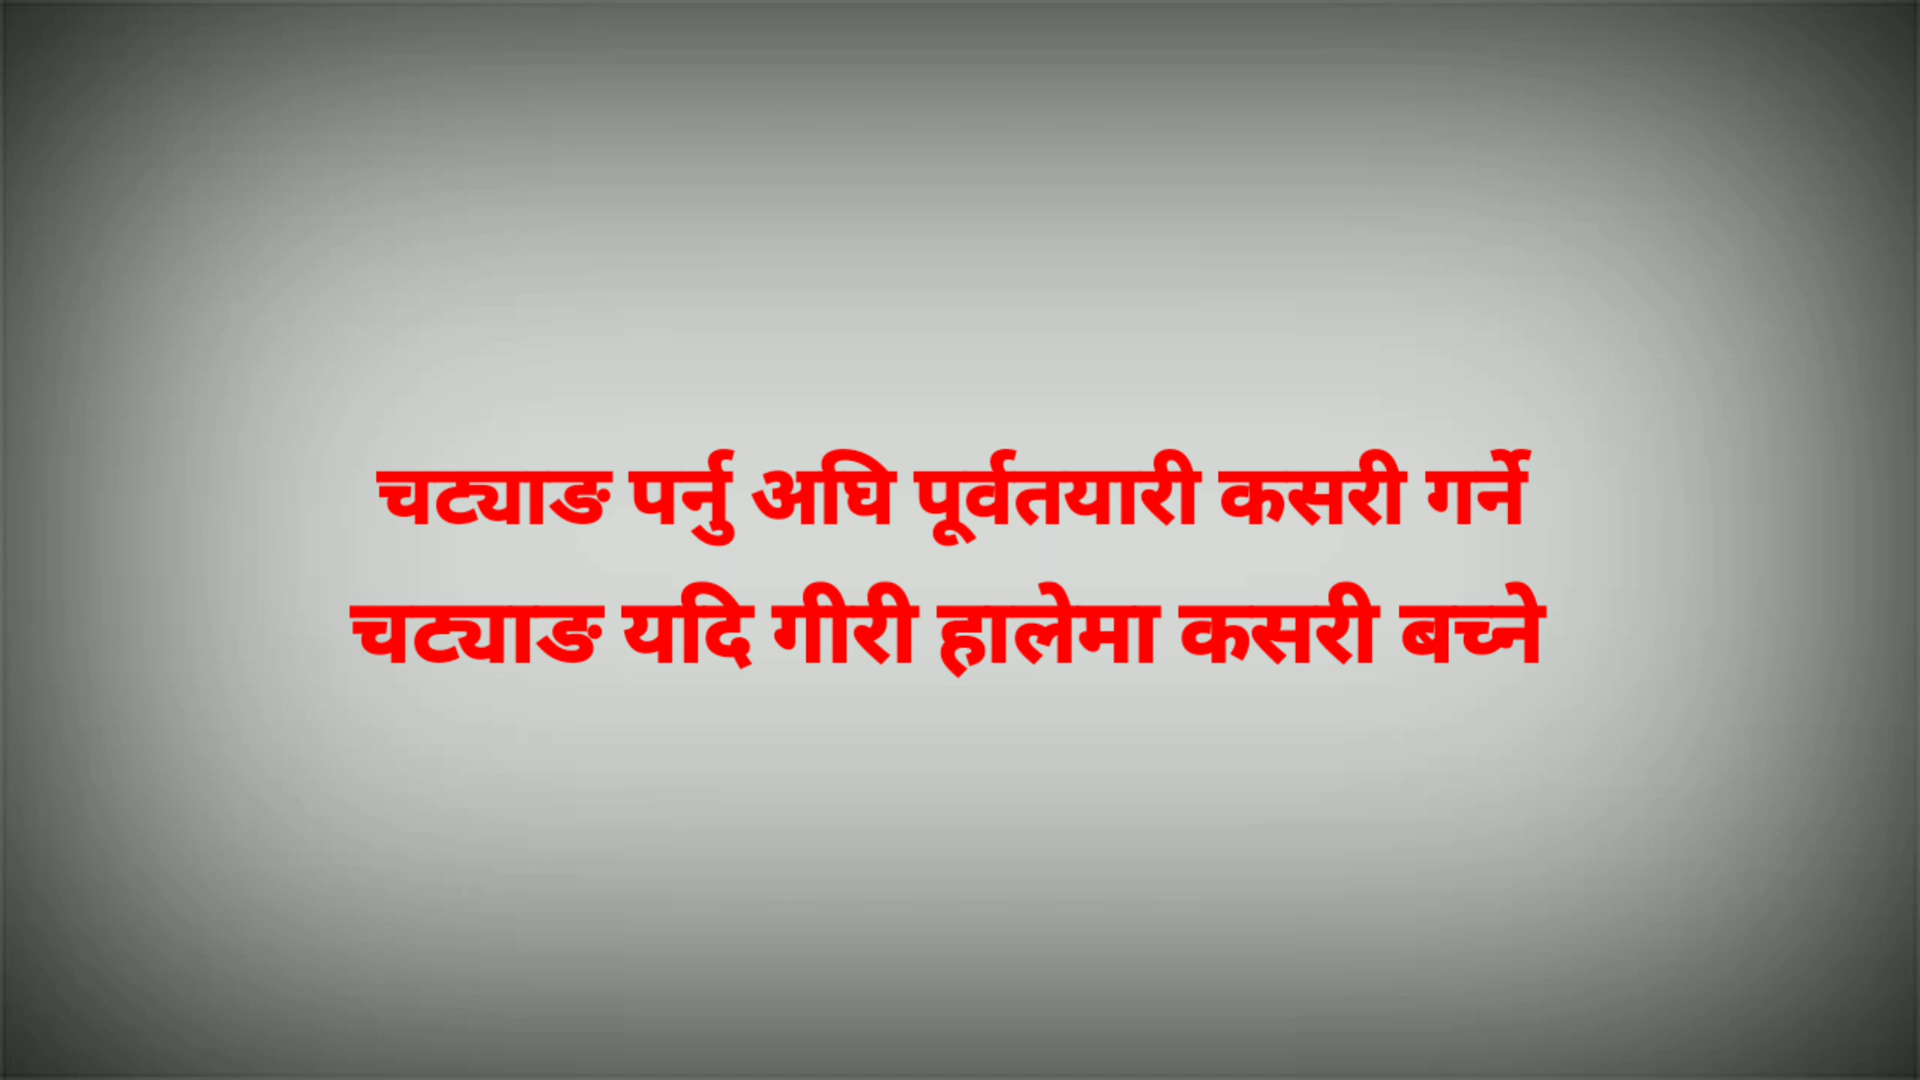 चट्याङ पर्नु अघि पूर्वतयारी कसरी गर्ने
चट्याङ यदि गीरी हालेमा कसरी बच्ने